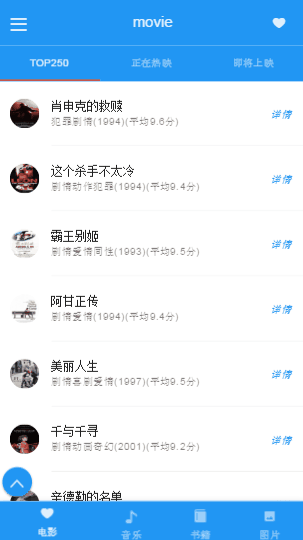 movie
TOP250 正在热映 即将上映
肖申克的救赎
犯罪剧情(1994)(平均9.6分)
详情
这个杀手不太冷
剧情动作犯罪(1994)(平均9.4分)
详情
霸王别姬
剧情爱情同性(1993)(平均9.5分)
详情
阿甘正传
剧情爱情(1994)(平均9.4分)
详情
美丽人生
剧情喜剧爱情(1997)(平均9.5分)
详情
千与千寻
剧情动画奇幻(2001)(平均9.2分)
详情
辛德勒的名单
电影 音乐 书籍 图片